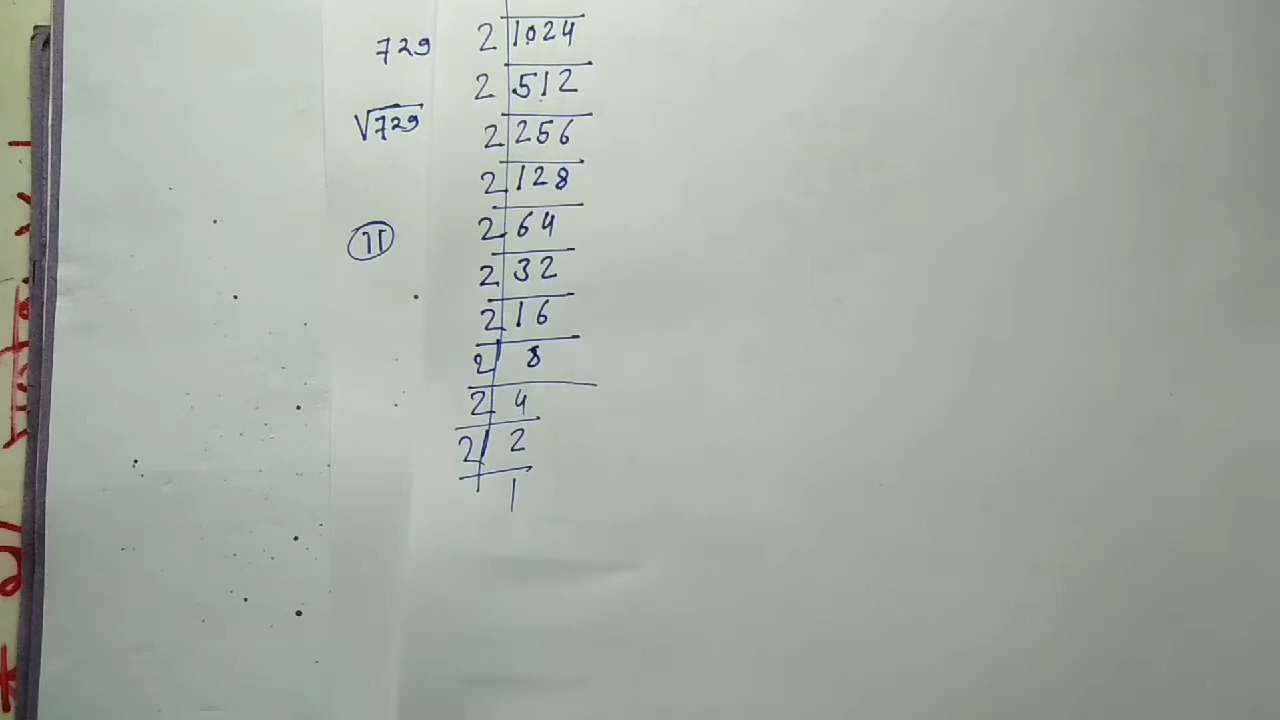 729
√729
II
2 | 1024
2 | 512
2 | 256
2 | 128
2 | 64
2 | 32
2 | 16
2 | 8
2 | 4
2 | 2
1